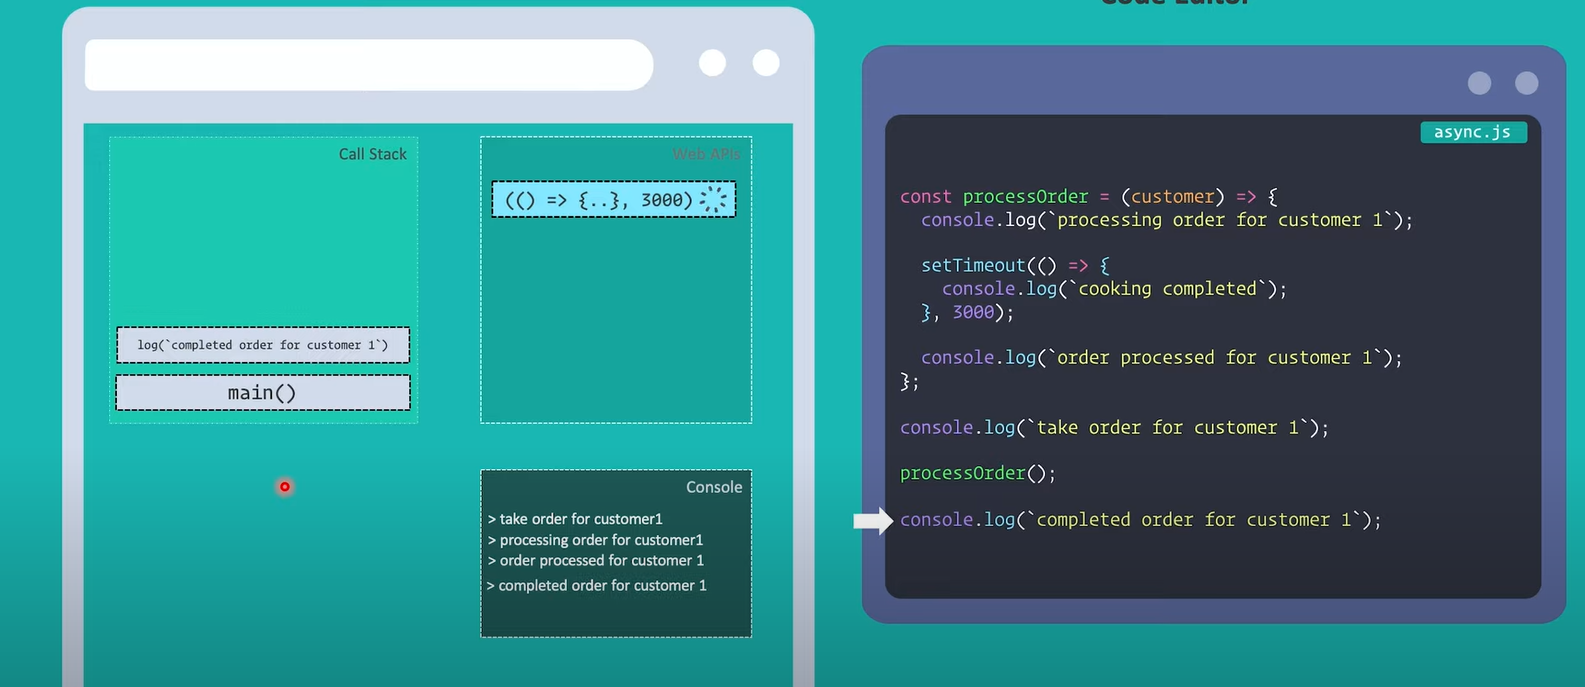 Code Editor
Call Stack
log(`completed order for customer 1`)
main()
Web APIs
(() => {..}, 3000)
Console
> take order for customer1
> processing order for customer1
> order processed for customer 1
> completed order for customer 1
async.js
const processOrder = (customer) => {
  console.log(`processing order for customer 1`);
  setTimeout(() => {
    console.log(`cooking completed`);
  }, 3000);
  console.log(`order processed for customer 1`);
};
console.log(`take order for customer 1`);
processOrder();
console.log(`completed order for customer 1`);